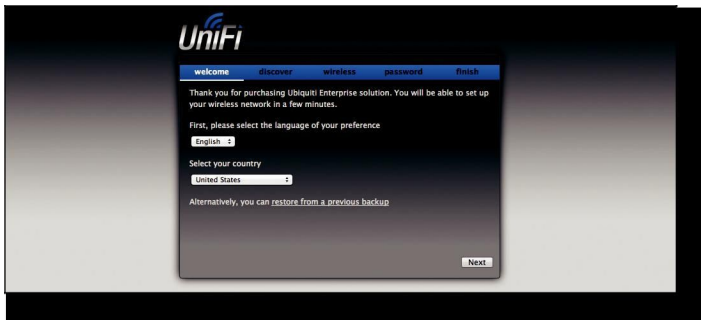 UniFi
welcome discover wireless password finish
Thank you for purchasing Ubiquiti Enterprise solution. You will be able to set up
your wireless network in a few minutes.
First, please select the language of your preference
English
Select your country
United States
Alternatively, you can restore from a previous backup
Next